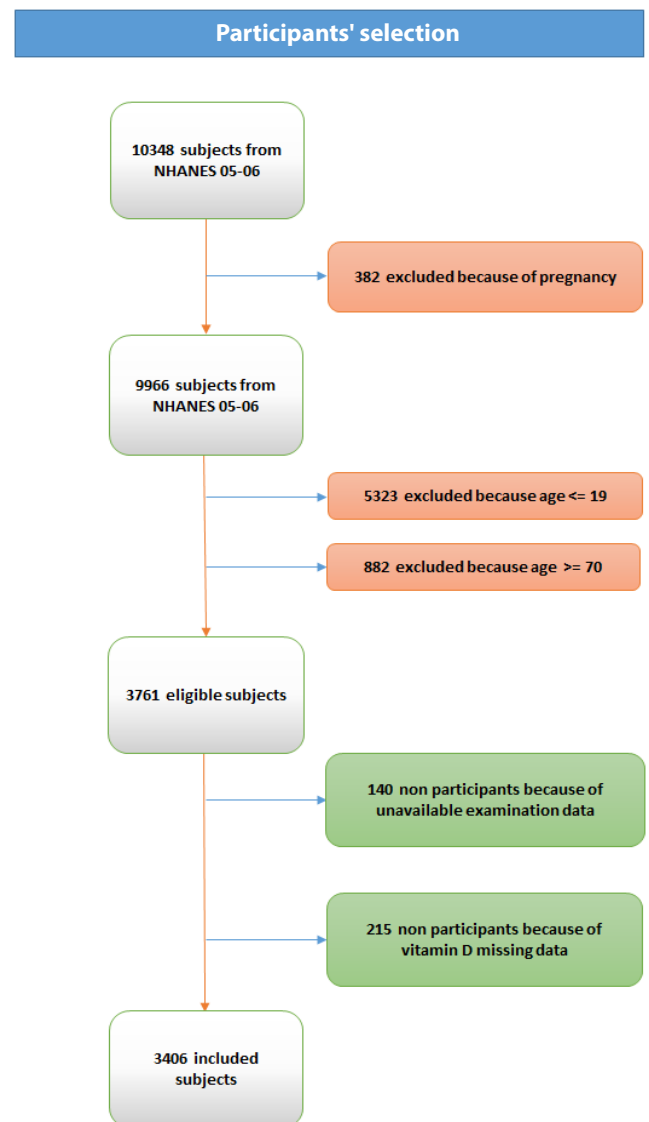 Participants' selection
10348 subjects from
NHANES 05-06
382 excluded because of pregnancy
9966 subjects from
NHANES 05-06
5323 excluded because age <= 19
882 excluded because age >= 70
3761 eligible subjects
140 non participants because of
unavailable examination data
215 non participants because of
vitamin D missing data
3406 included
subjects